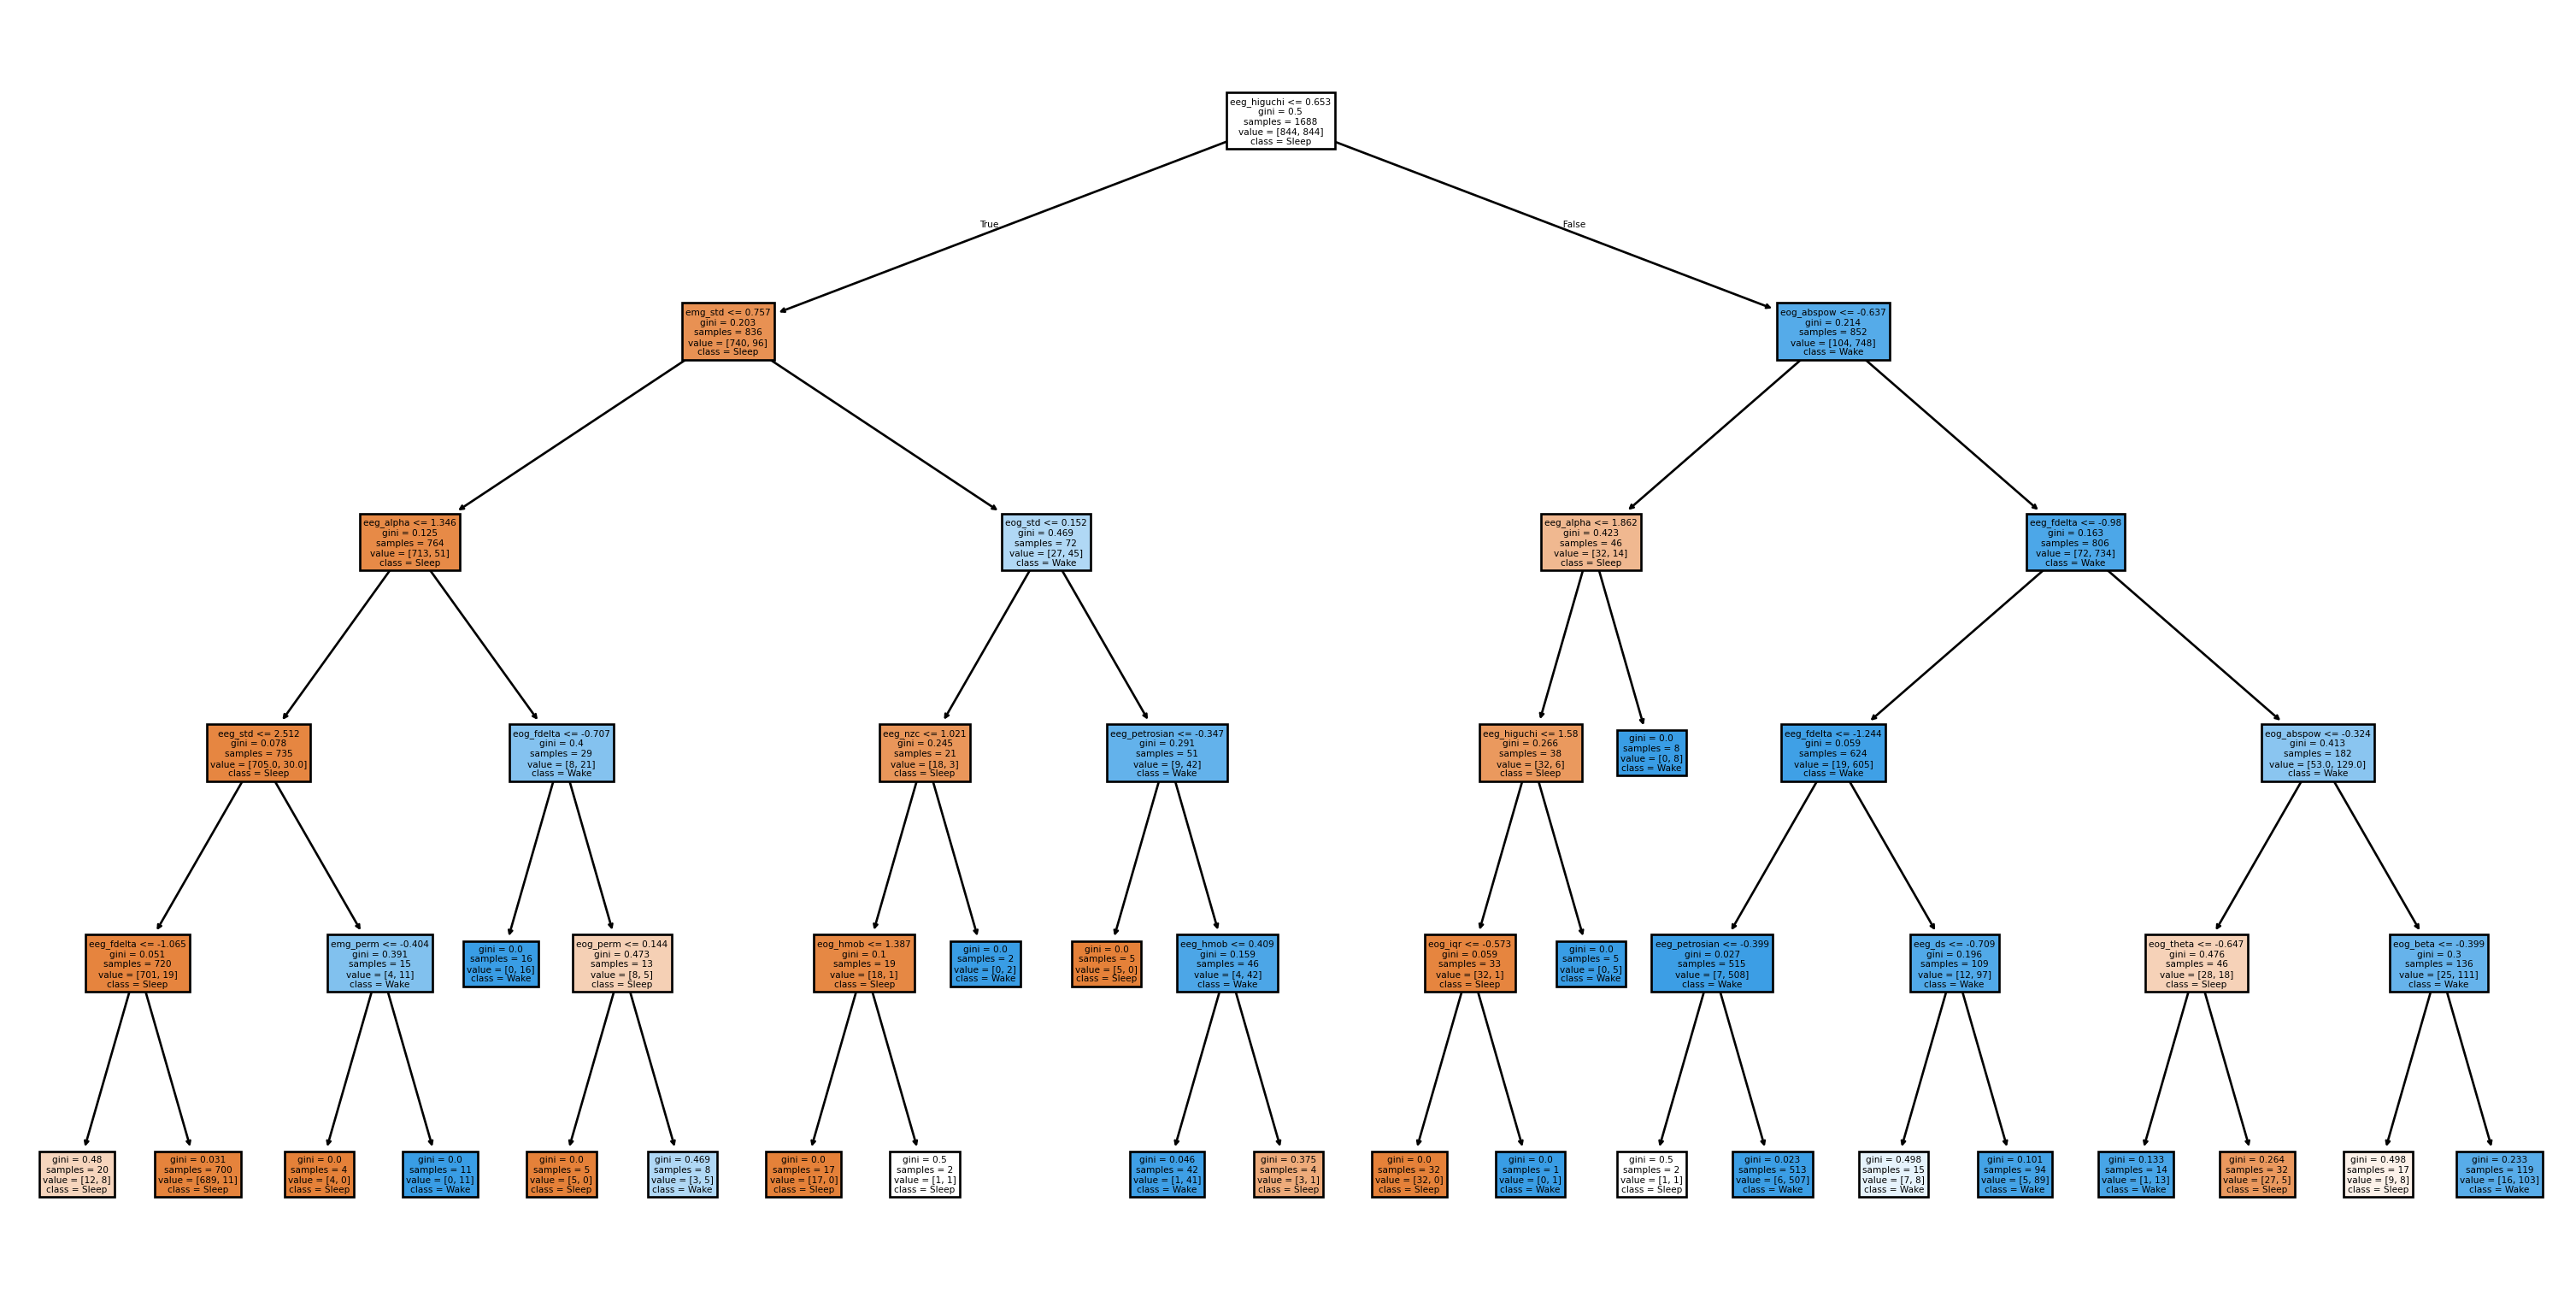 eeg_higuchi <= 0.653
gini = 0.5
samples = 1688
value = [844, 844]
class = Sleep
True
False
emg_std <= 0.757
gini = 0.203
samples = 836
value = [740, 96]
class = Sleep
eog_abspow <= -0.637
gini = 0.214
samples = 852
value = [104, 748]
class = Wake
eeg_alpha <= 1.346
gini = 0.125
samples = 764
value = [713, 51]
class = Sleep
eog_std <= 0.152
gini = 0.469
samples = 72
value = [27, 45]
class = Wake
eeg_alpha <= 1.862
gini = 0.423
samples = 46
value = [32, 14]
class = Sleep
eeg_fdelta <= -0.98
gini = 0.163
samples = 806
value = [72, 734]
class = Wake
eeg_std <= 2.512
gini = 0.078
samples = 735
value = [705.0, 30.0]
class = Sleep
eog_fdelta <= -0.707
gini = 0.4
samples = 29
value = [8, 21]
class = Wake
eeg_nzc <= 1.021
gini = 0.245
samples = 21
value = [18, 3]
class = Sleep
eeg_petrosian <= -0.347
gini = 0.291
samples = 51
value = [9, 42]
class = Wake
eeg_higuchi <= 1.58
gini = 0.266
samples = 38
value = [32, 6]
class = Sleep
gini = 0.0
samples = 8
value = [0, 8]
class = Wake
eeg_fdelta <= -1.244
gini = 0.059
samples = 624
value = [19, 605]
class = Wake
eog_abspow <= -0.324
gini = 0.413
samples = 182
value = [53.0, 129.0]
class = Wake
eeg_fdelta <= -1.065
gini = 0.051
samples = 720
value = [701, 19]
class = Sleep
emg_perm <= -0.404
gini = 0.391
samples = 15
value = [4, 11]
class = Wake
gini = 0.0
samples = 16
value = [0, 16]
class = Wake
eog_perm <= 0.144
gini = 0.473
samples = 13
value = [8, 5]
class = Sleep
eog_hmob <= 1.387
gini = 0.1
samples = 19
value = [18, 1]
class = Sleep
gini = 0.0
samples = 2
value = [0, 2]
class = Wake
gini = 0.0
samples = 5
value = [5, 0]
class = Sleep
eeg_hmob <= 0.409
gini = 0.159
samples = 46
value = [4, 42]
class = Wake
eog_iqr <= -0.573
gini = 0.059
samples = 33
value = [32, 1]
class = Sleep
gini = 0.0
samples = 5
value = [0, 5]
class = Wake
eeg_petrosian <= -0.399
gini = 0.027
samples = 515
value = [7, 508]
class = Wake
eeg_ds <= -0.709
gini = 0.196
samples = 109
value = [12, 97]
class = Wake
eog_theta <= -0.647
gini = 0.476
samples = 46
value = [28, 18]
class = Sleep
eog_beta <= -0.399
gini = 0.3
samples = 136
value = [25, 111]
class = Wake
gini = 0.48
samples = 20
value = [12, 8]
class = Sleep
gini = 0.031
samples = 700
value = [689, 11]
class = Sleep
gini = 0.0
samples = 4
value = [4, 0]
class = Sleep
gini = 0.0
samples = 11
value = [0, 11]
class = Wake
gini = 0.0
samples = 5
value = [5, 0]
class = Sleep
gini = 0.469
samples = 8
value = [3, 5]
class = Wake
gini = 0.0
samples = 17
value = [17, 0]
class = Sleep
gini = 0.5
samples = 2
value = [1, 1]
class = Sleep
gini = 0.046
samples = 42
value = [1, 41]
class = Wake
gini = 0.375
samples = 4
value = [3, 1]
class = Sleep
gini = 0.0
samples = 32
value = [32, 0]
class = Sleep
gini = 0.0
samples = 1
value = [0, 1]
class = Wake
gini = 0.5
samples = 2
value = [1, 1]
class = Sleep
gini = 0.023
samples = 513
value = [6, 507]
class = Wake
gini = 0.498
samples = 15
value = [7, 8]
class = Wake
gini = 0.101
samples = 94
value = [5, 89]
class = Wake
gini = 0.133
samples = 14
value = [1, 13]
class = Wake
gini = 0.264
samples = 32
value = [27, 5]
class = Sleep
gini = 0.498
samples = 17
value = [9, 8]
class = Sleep
gini = 0.233
samples = 119
value = [16, 103]
class = Wake